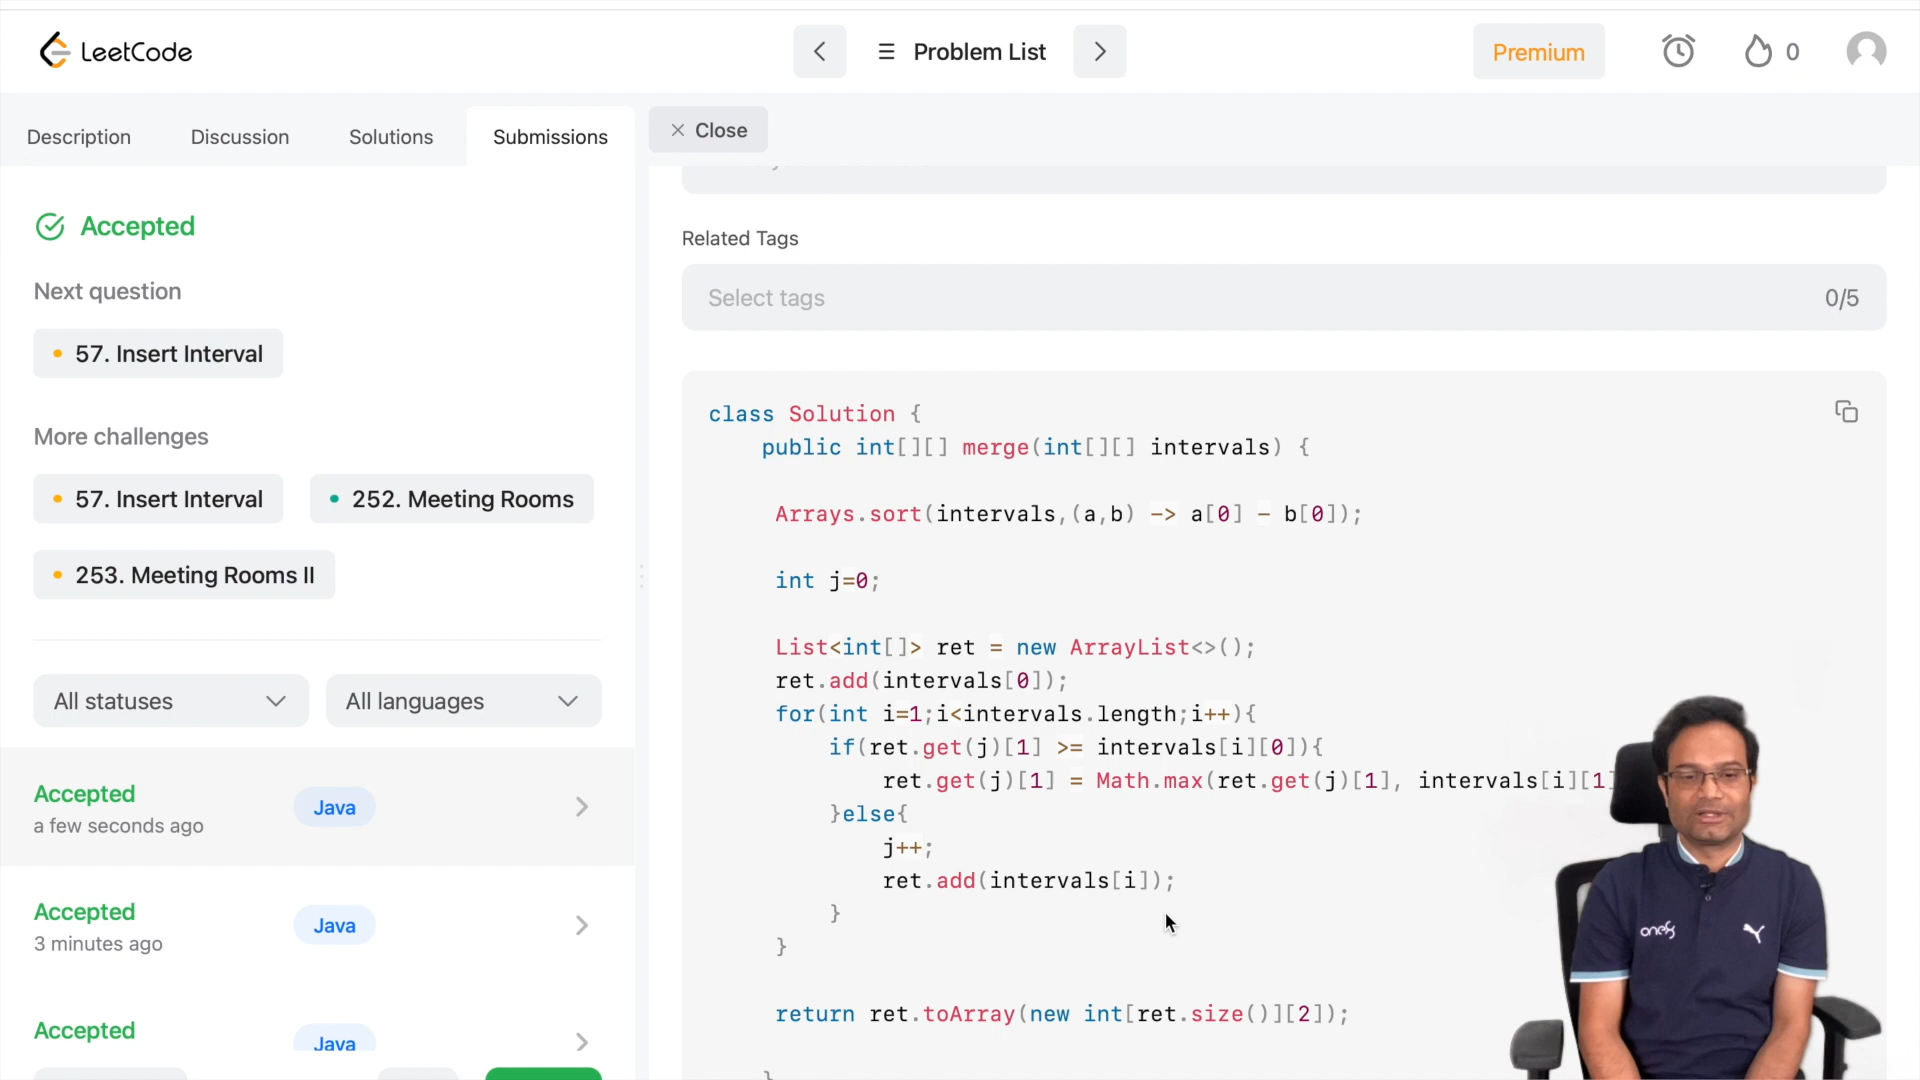 LeetCode
Problem List
Premium
0
Description
Discussion
Solutions
Submissions
Close
Accepted
Next question
57. Insert Interval
More challenges
57. Insert Interval
252. Meeting Rooms
253. Meeting Rooms II
All statuses
All languages
Accepted
Java
a few seconds ago
Accepted
Java
3 minutes ago
Accepted
Java
Related Tags
Select tags
0/5
class Solution {
public int[][] merge(int[][] intervals) {
Arrays.sort(intervals,(a,b) -> a[0] - b[0]);
int j=0;
List<int[]> ret = new ArrayList<>();
ret.add(intervals[0]);
for(int i=1;i<intervals.length;i++){
if(ret.get(j)[1] >= intervals[i][0]){
ret.get(j)[1] = Math.max(ret.get(j)[1], intervals[i][1]
}else{
j++;
ret.add(intervals[i]);
}
}
return ret.toArray(new int[ret.size()][2]);
}